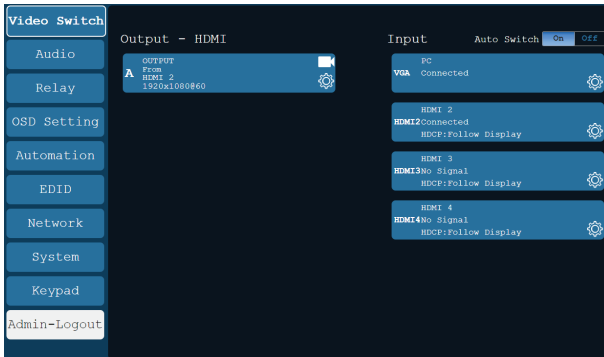 Video Switch
Audio
Relay
OSD Setting
Automation
EDID
Network
System
Keypad
Admin-Logout
Output - HDMI
A
OUTPUT
From
HDMI 2
1920x1080@60
Input
Auto Switch On Off
PC
VGA Connected
HDMI 2
HDMI2 Connected
HDCP:Follow Display
HDMI 3
HDMI3 No Signal
HDCP:Follow Display
HDMI 4
HDMI4 No Signal
HDCP:Follow Display